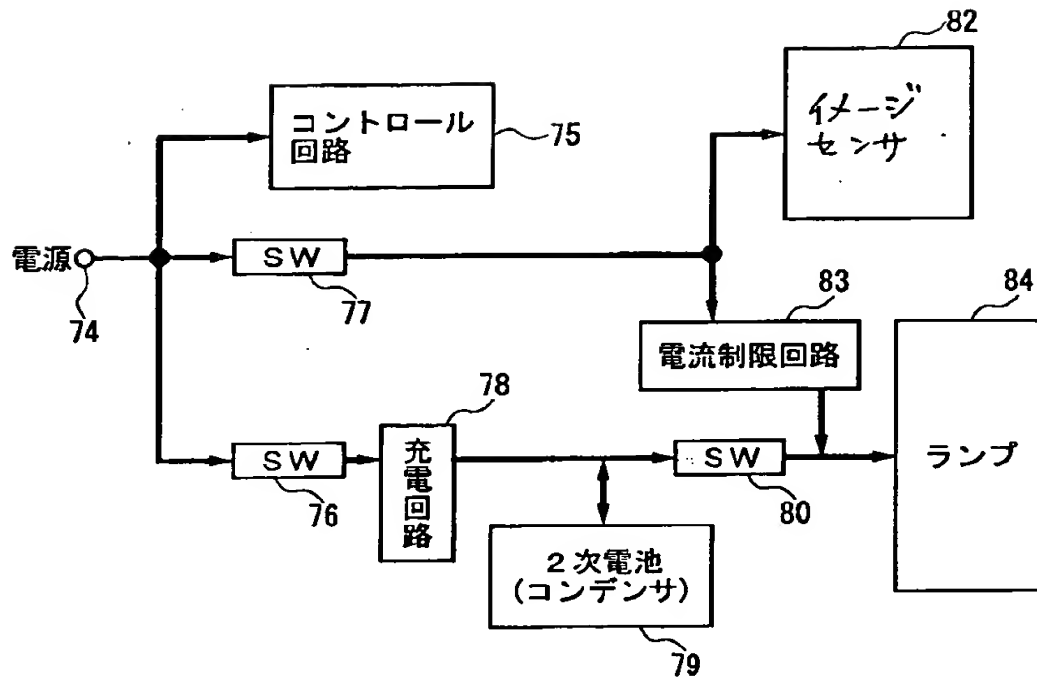 82
イメージ
センサ
コントロール
回路
75
電源
74
SW
77
83
電流制限回路
84
ランプ
78
充電回路
SW
76
SW
80
2次電池
(コンデンサ)
79